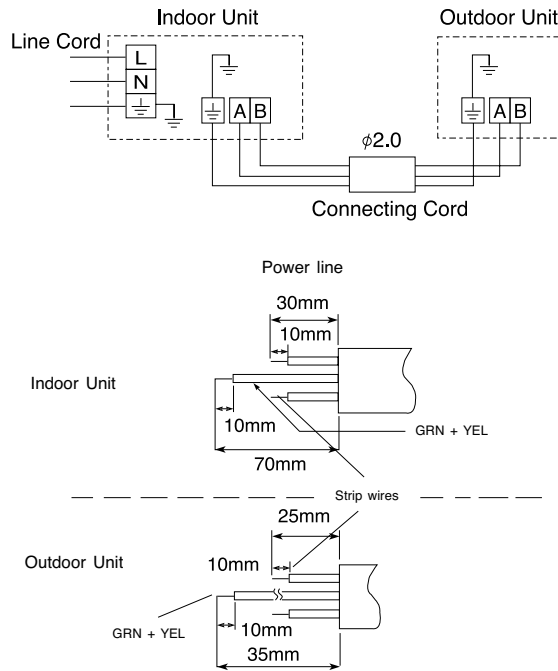 Indoor Unit
Outdoor Unit
Line Cord
L
N
A B
A B
ϕ2.0
Connecting Cord
Power line
30mm
10mm
Indoor Unit
10mm
GRN + YEL
70mm
Strip wires
25mm
Outdoor Unit
10mm
GRN + YEL
10mm
35mm